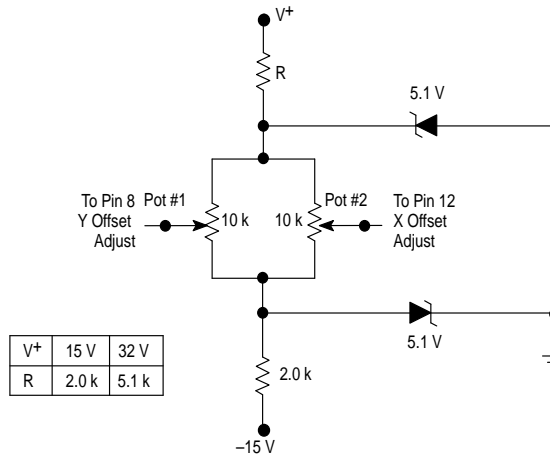 V+
R
5.1 V
To Pin 8
Y Offset
Adjust
Pot #1
10 k
10 k
Pot #2
To Pin 12
X Offset
Adjust
5.1 V
2.0 k
–15 V
V+ 15 V 32 V
R 2.0 k 5.1 k